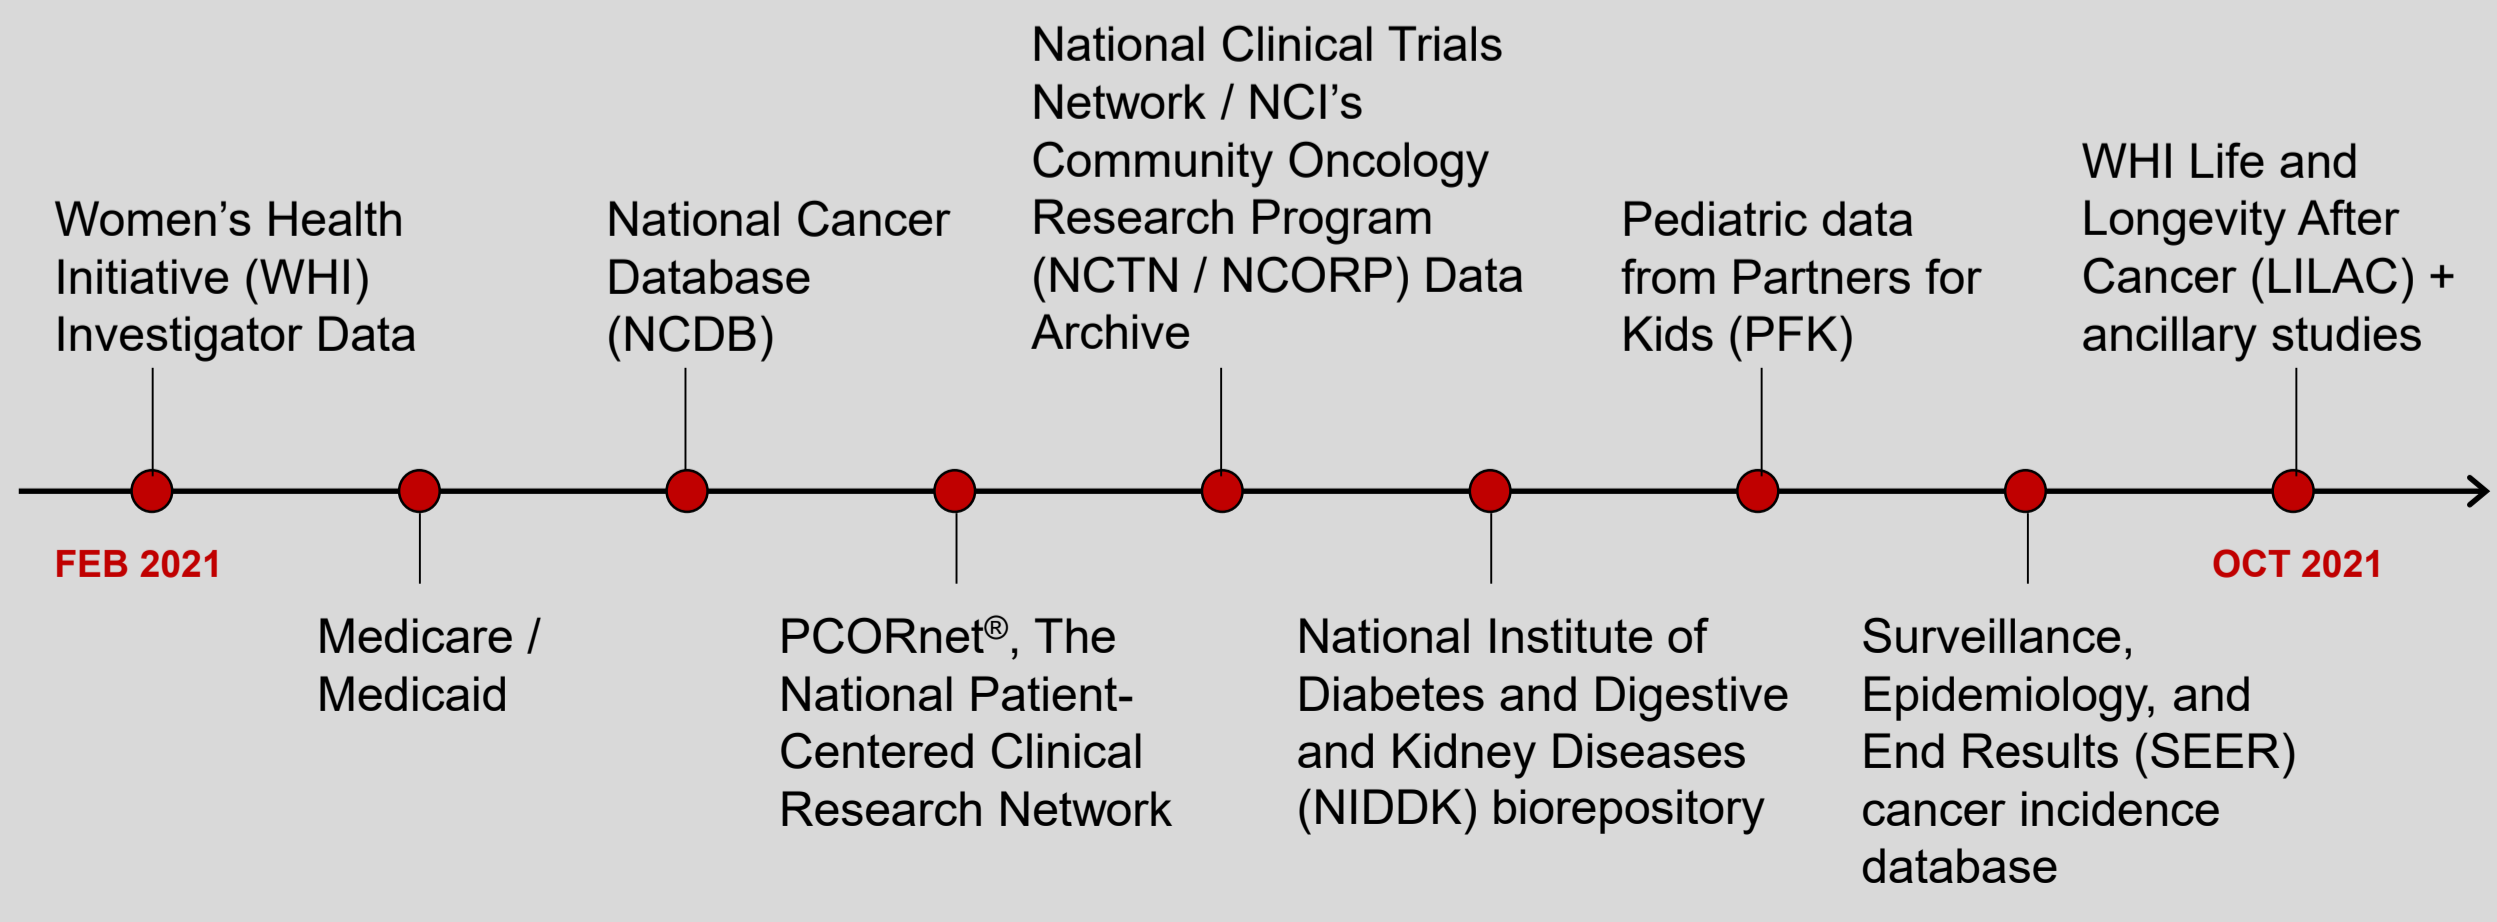 Women’s Health
Initiative (WHI)
Investigator Data
National Cancer
Database
(NCDB)
National Clinical Trials
Network / NCI’s
Community Oncology
Research Program
(NCTN / NCORP) Data
Archive
Pediatric data
from Partners for
Kids (PFK)
WHI Life and
Longevity After
Cancer (LILAC) +
ancillary studies
FEB 2021
OCT 2021
Medicare /
Medicaid
PCORnet®, The
National Patient-
Centered Clinical
Research Network
National Institute of
Diabetes and Digestive
and Kidney Diseases
(NIDDK) biorepository
Surveillance,
Epidemiology, and
End Results (SEER)
cancer incidence
database